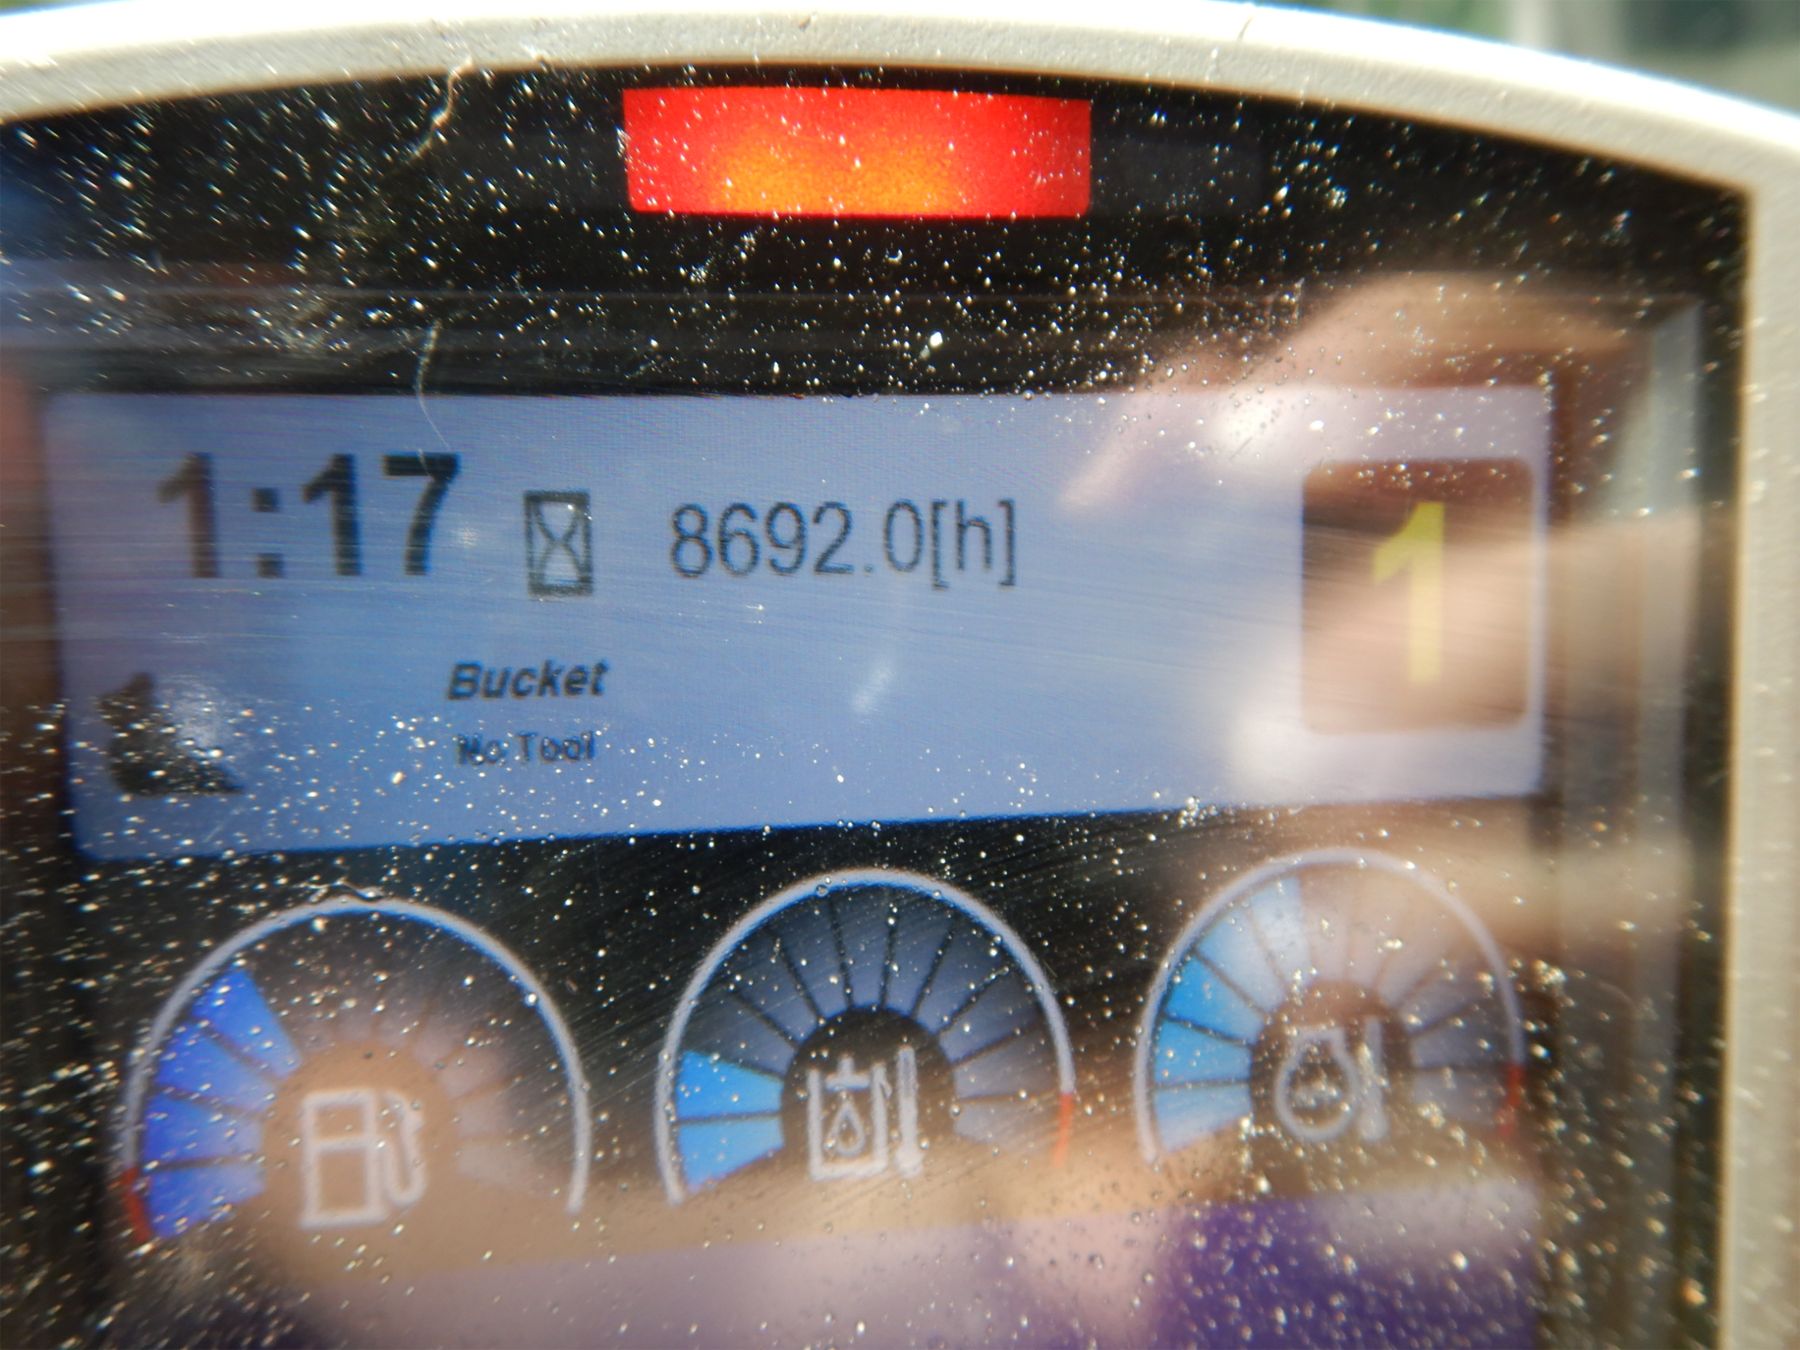 1:17 8692.0[h] 1
Bucket
No Tool